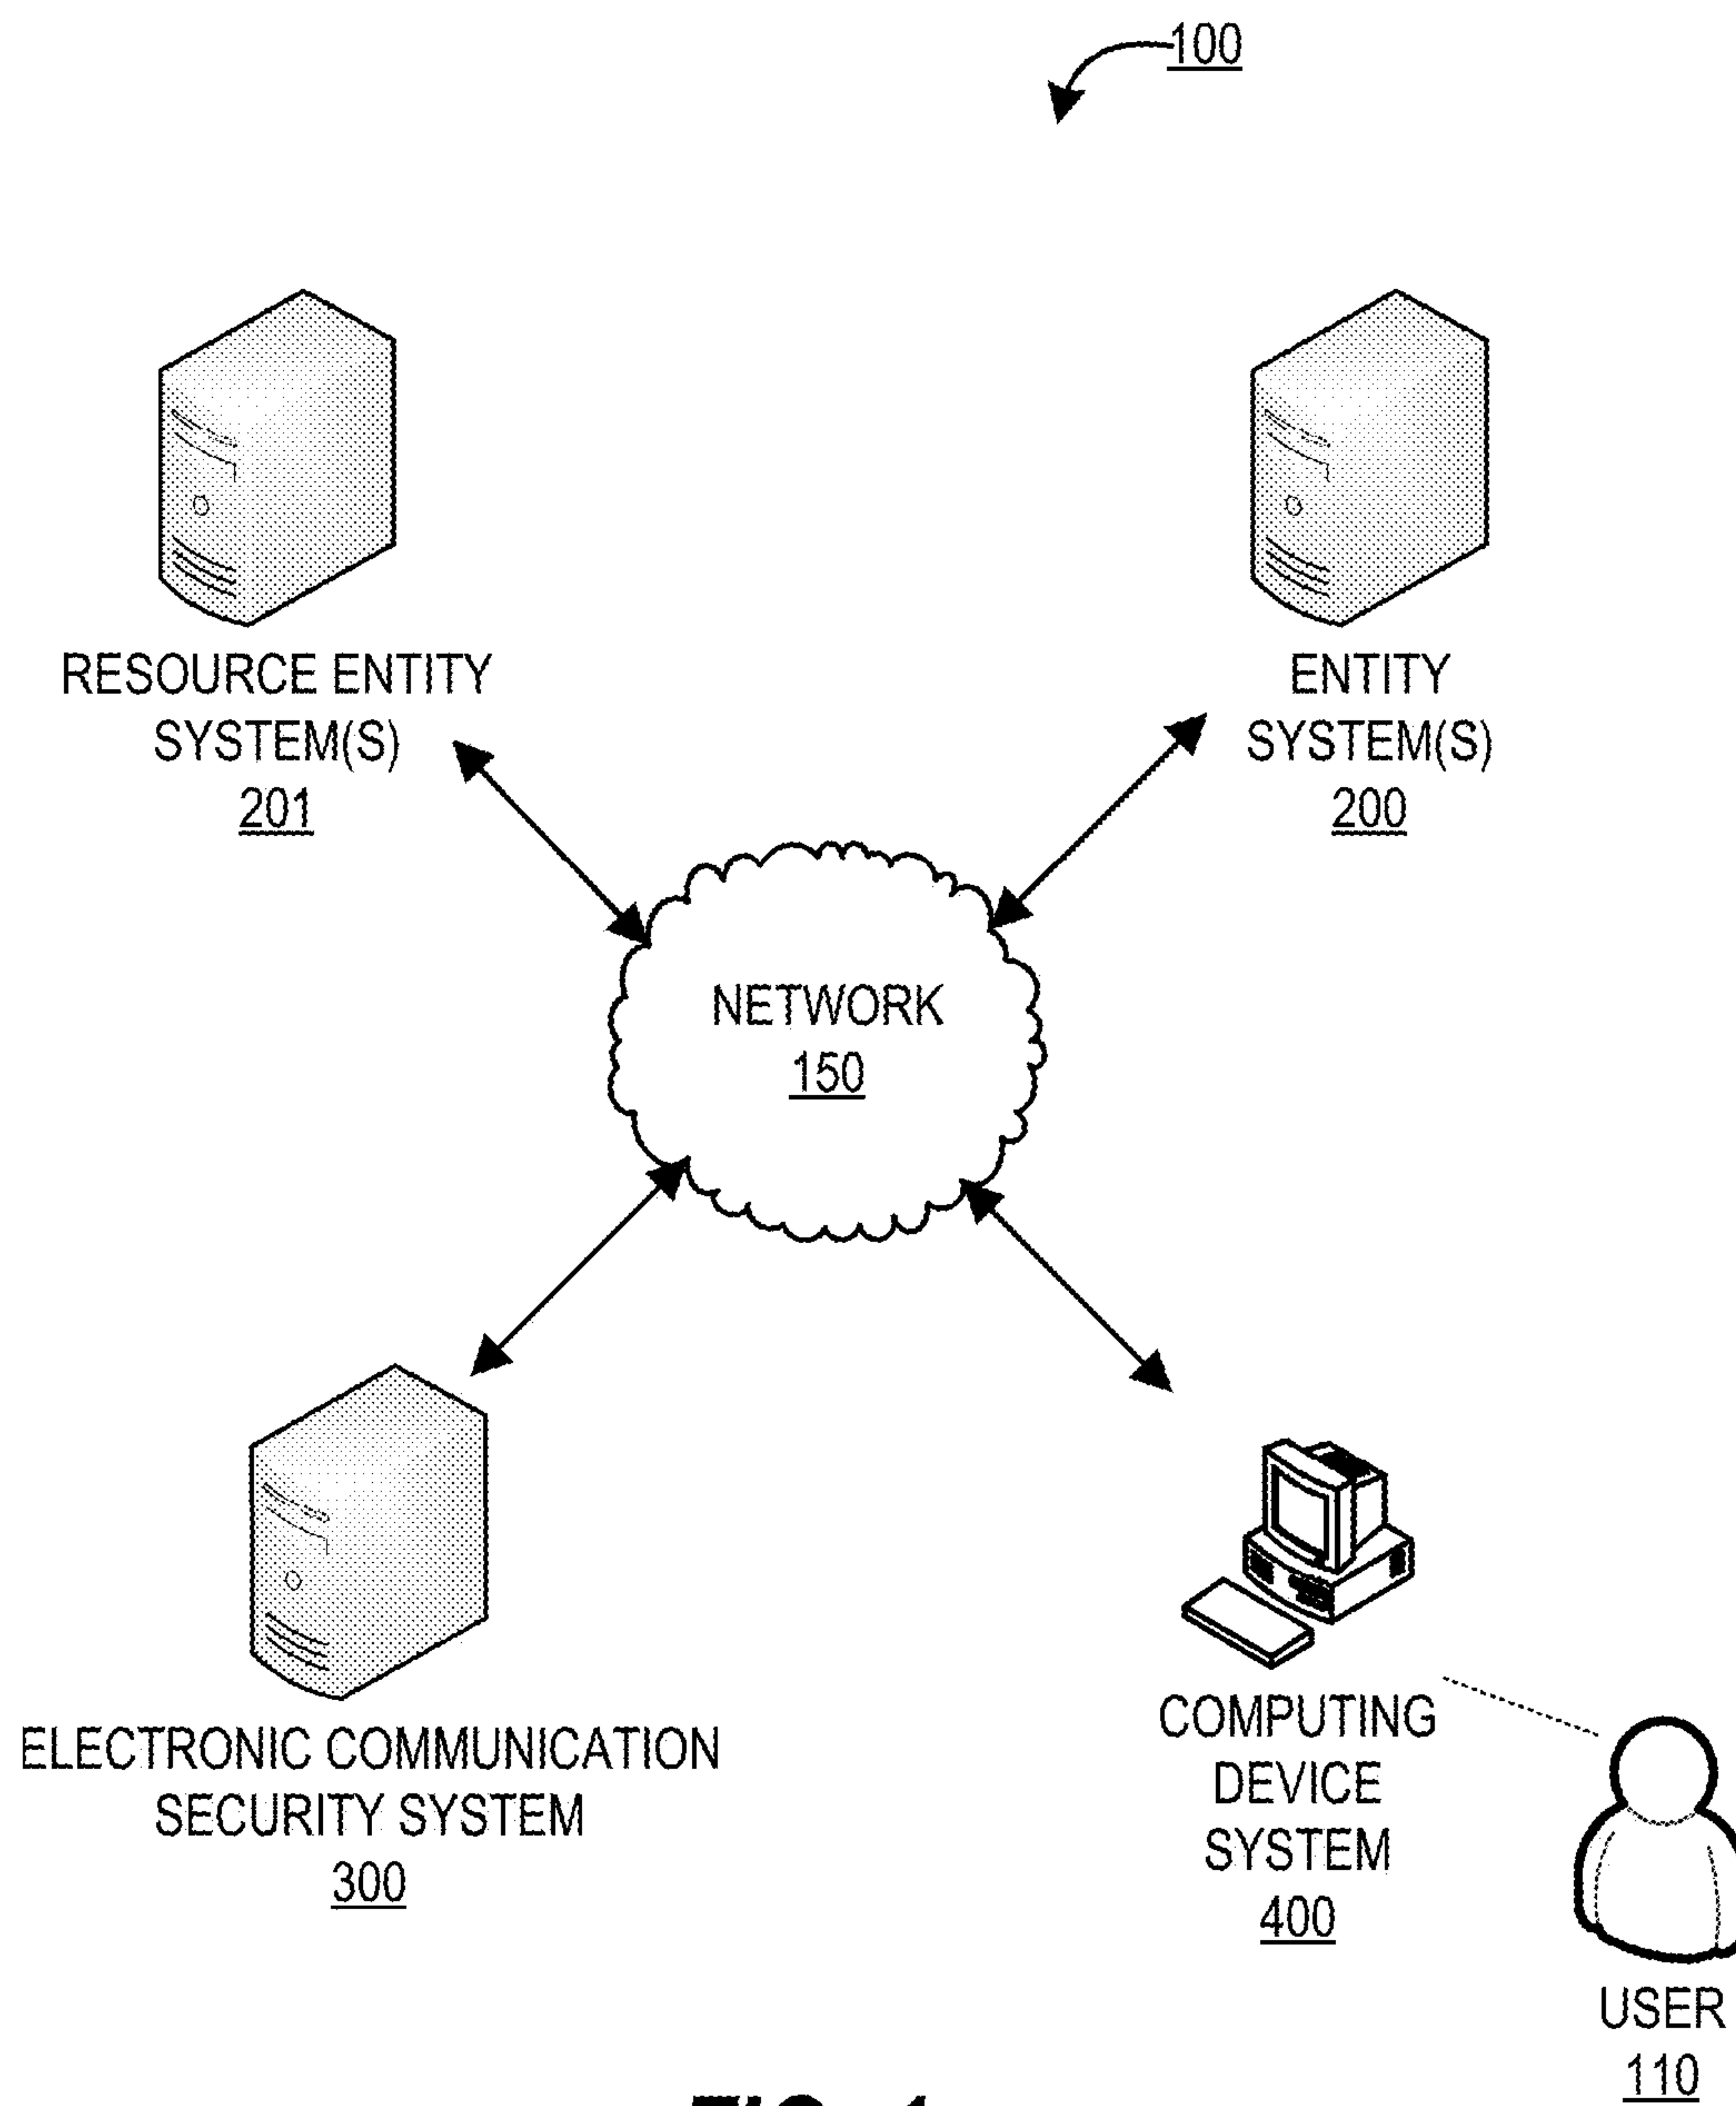 100
RESOURCE ENTITY
SYSTEM(S)
201
ENTITY
SYSTEM(S)
200
NETWORK
150
ELECTRONIC COMMUNICATION
SECURITY SYSTEM
300
COMPUTING
DEVICE
SYSTEM
400
USER
110